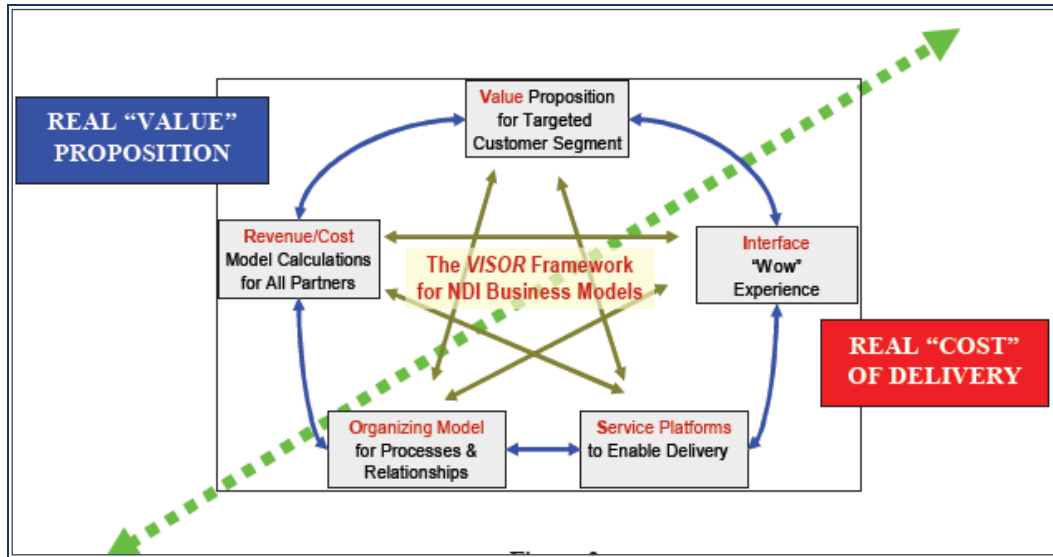 REAL “VALUE”
PROPOSITION
Value Proposition
for Targeted
Customer Segment
Revenue/Cost
Model Calculations
for All Partners
The VISOR Framework
for NDI Business Models
Interface
“Wow”
Experience
REAL “COST”
OF DELIVERY
Organizing Model
for Processes &
Relationships
Service Platforms
to Enable Delivery